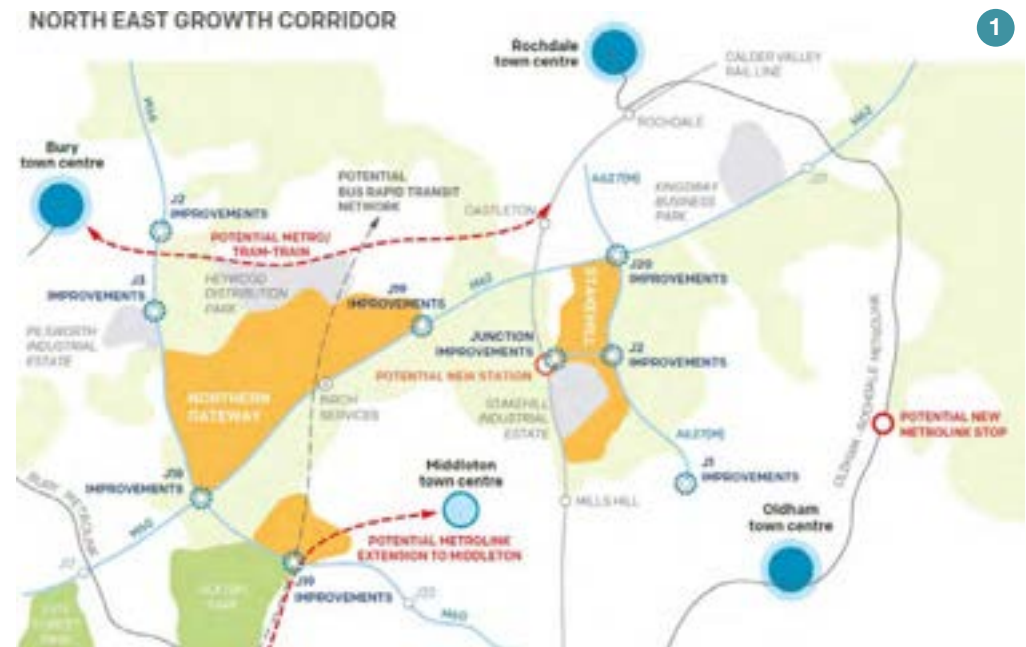 NORTH EAST GROWTH CORRIDOR
1
Rochdale
town centre
CALDER VALLEY
RAIL LINE
M66
ROCHDALE
M62
Bury
town centre
POTENTIAL
BUS RAPID TRANSIT
NETWORK
A627(M)
KINGSWAY
BUSINESS
PARK
J2
IMPROVEMENTS
CASTLETON
POTENTIAL METRO/
TRAM-TRAIN
J3
IMPROVEMENTS
HEYWOOD
DISTRIBUTION
PARK
J19
IMPROVEMENTS
M62
J20
IMPROVEMENTS
STAKEHILL
PILSWORTH
INDUSTRIAL
ESTATE
JUNCTION
IMPROVEMENTS
J2
IMPROVEMENTS
POTENTIAL NEW STATION
NORTHERN
GATEWAY
BIRCH
SERVICES
STAKEHILL
INDUSTRIAL
ESTATE
OLDHAM - ROCHDALE METROLINK
POTENTIAL NEW
METROLINK STOP
A627(M)
J1
IMPROVEMENTS
J18
IMPROVEMENTS
Middleton
town centre
BURY METROLINK
MILLS HILL
Oldham
town centre
M60
POTENTIAL METROLINK
EXTENSION TO MIDDLETON
J19
IMPROVEMENTS
HEATON
PARK
M60
PARK